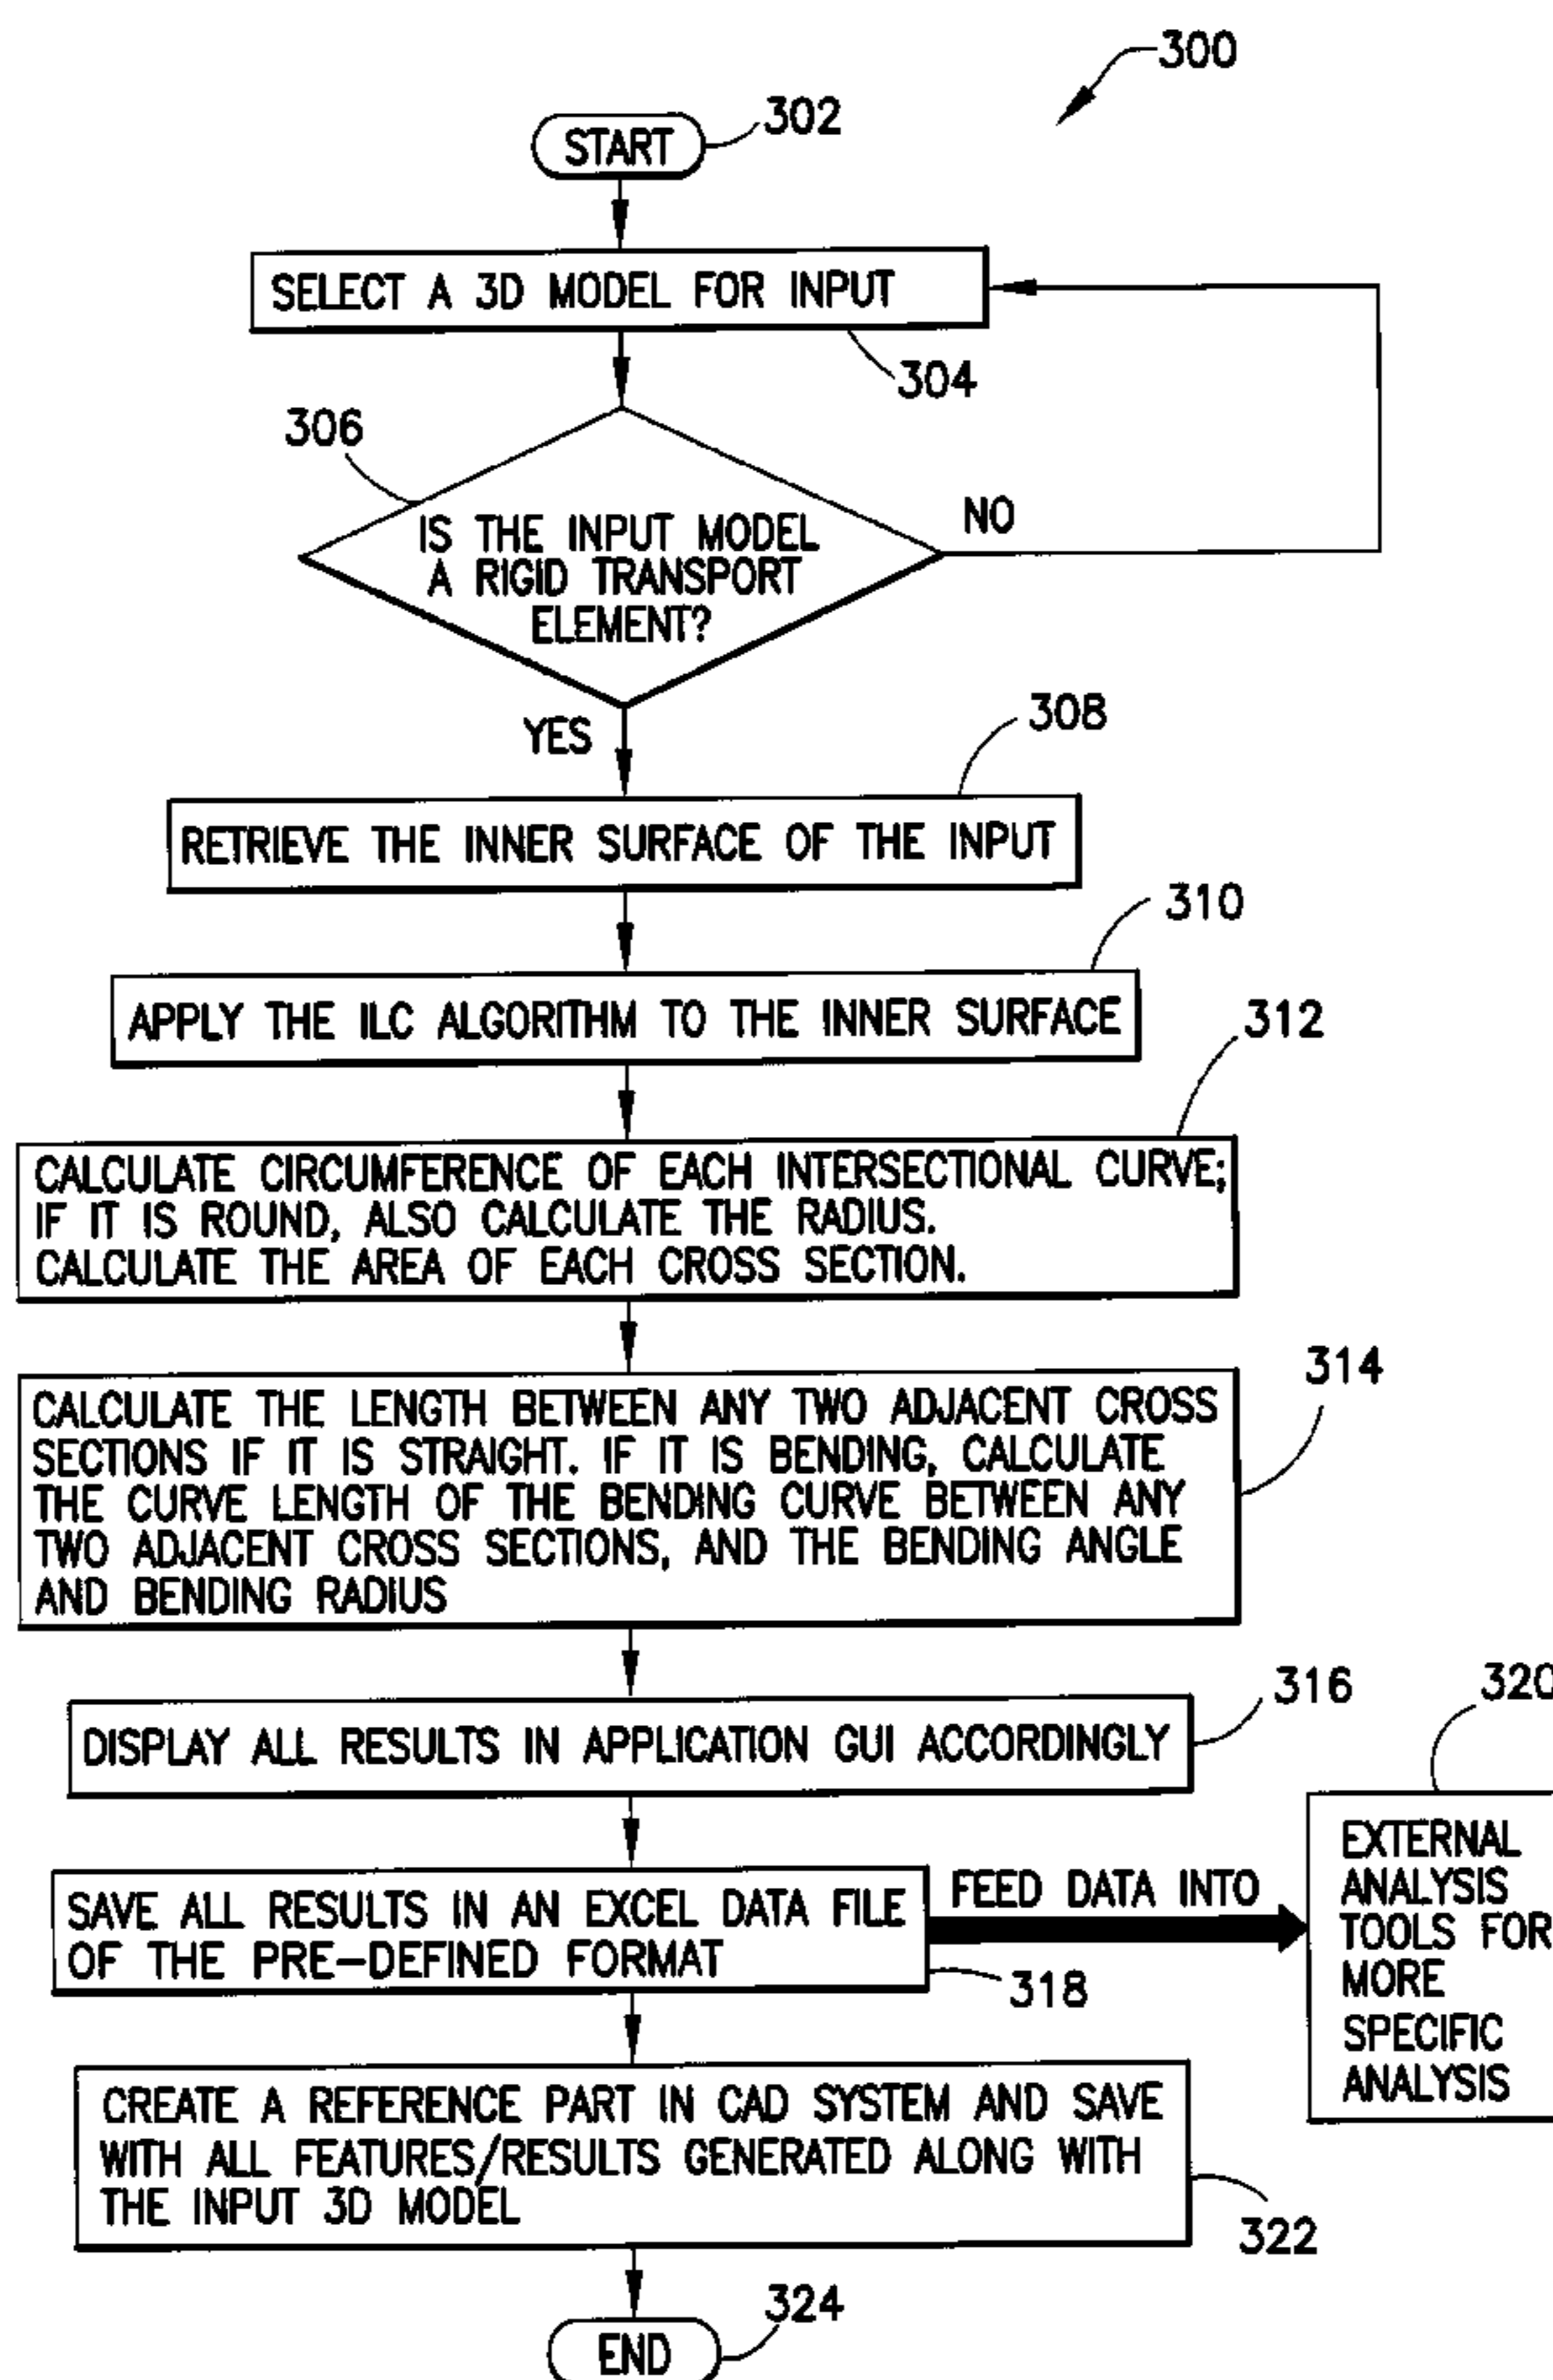 300
START
302
SELECT A 3D MODEL FOR INPUT
304
306
IS THE INPUT MODEL
A RIGID TRANSPORT
ELEMENT?
NO
YES
308
RETRIEVE THE INNER SURFACE OF THE INPUT
310
APPLY THE ILC ALGORITHM TO THE INNER SURFACE
312
CALCULATE CIRCUMFERENCE OF EACH INTERSECTIONAL CURVE;
IF IT IS ROUND, ALSO CALCULATE THE RADIUS.
CALCULATE THE AREA OF EACH CROSS SECTION.
314
CALCULATE THE LENGTH BETWEEN ANY TWO ADJACENT CROSS
SECTIONS IF IT IS STRAIGHT. IF IT IS BENDING, CALCULATE
THE CURVE LENGTH OF THE BENDING CURVE BETWEEN ANY
TWO ADJACENT CROSS SECTIONS, AND THE BENDING ANGLE
AND BENDING RADIUS
316
DISPLAY ALL RESULTS IN APPLICATION GUI ACCORDINGLY
320
SAVE ALL RESULTS IN AN EXCEL DATA FILE
OF THE PRE-DEFINED FORMAT
318
FEED DATA INTO
EXTERNAL
ANALYSIS
TOOLS FOR
MORE
SPECIFIC
ANALYSIS
CREATE A REFERENCE PART IN CAD SYSTEM AND SAVE
WITH ALL FEATURES/RESULTS GENERATED ALONG WITH
THE INPUT 3D MODEL
322
324
END